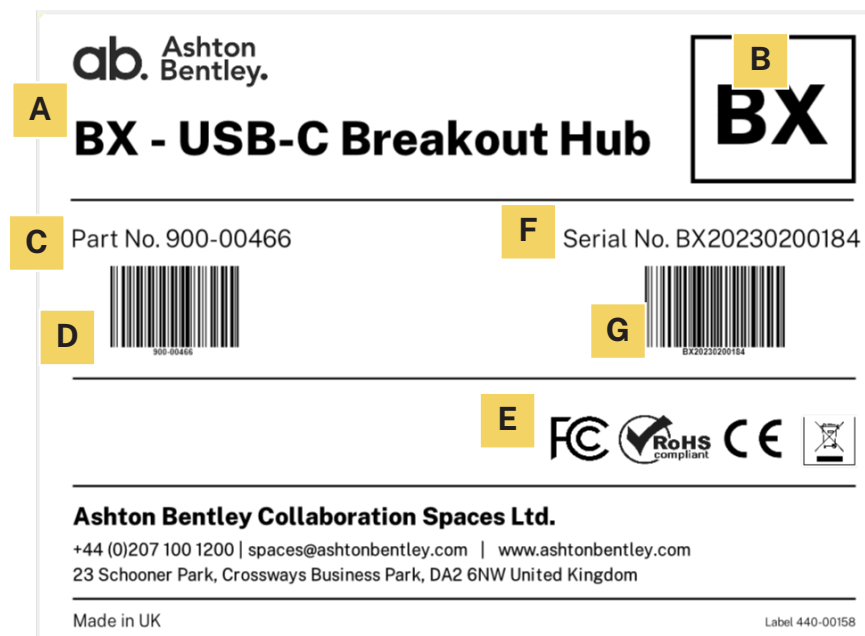 ab. Ashton
Bentley.
B
A
BX
BX - USB-C Breakout Hub
C
Part No. 900-00466
F
Serial No. BX20230200184
D
900-00466
G
BX20230200184
E
FC
RoHS
compliant
CE
Ashton Bentley Collaboration Spaces Ltd.
+44 (0)207 100 1200 | spaces@ashtonbentley.com | www.ashtonbentley.com
23 Schooner Park, Crossways Business Park, DA2 6NW United Kingdom
Made in UK
Label 440-00158